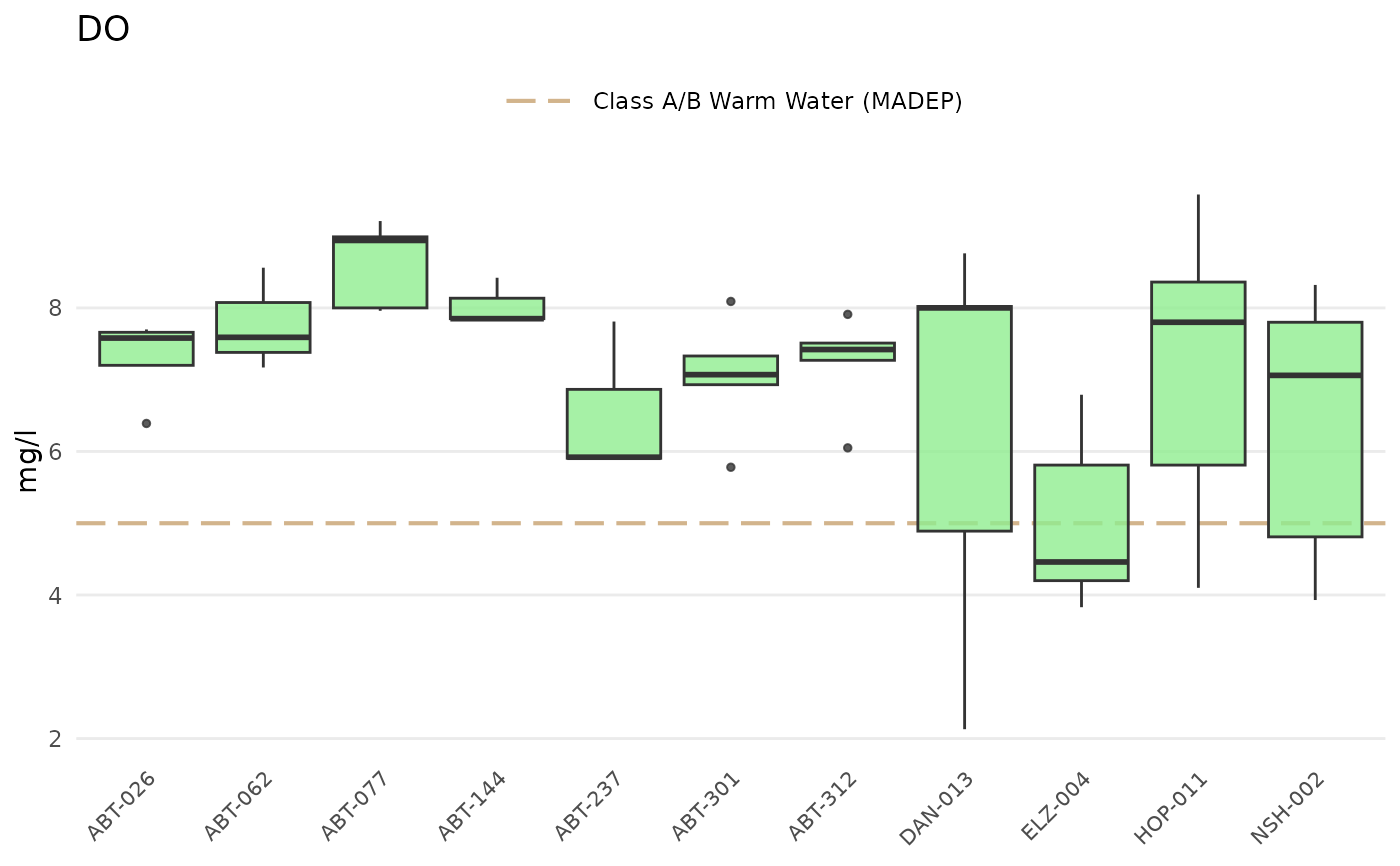 DO
Class A/B Warm Water (MADEP)
mg/l
8
6
4
2
ABT-026
ABT-062
ABT-077
ABT-144
ABT-237
ABT-301
ABT-312
DAN-013
ELZ-004
HOP-011
NSH-002